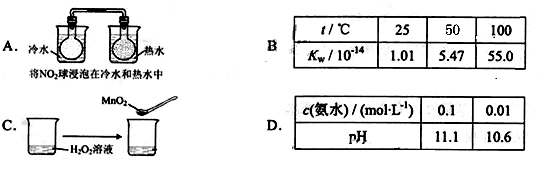 A.
冷水
热水
将NO₂球浸泡在冷水和热水中
B
t / ℃ 25 50 100
K_w / 10⁻¹⁴ 1.01 5.47 55.0
C.
MnO₂
H₂O₂溶液
D.
c(氨水) / (mol·L⁻¹) 0.1 0.01
pH 11.1 10.6